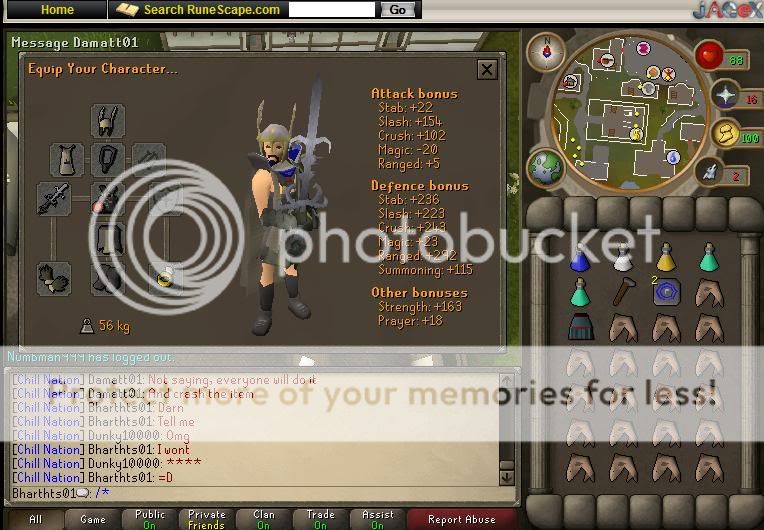 Home
Search RuneScape.com
Go
JAGeX
Message Damatt01
Equip Your Character...
Attack bonus
Stab: +22
Slash: +154
Crush: +102
Magic: -20
Ranged: +5
Defence bonus
Stab: +236
Slash: +223
Crush: +243
Magic: +23
Ranged: +292
Summoning: +115
Other bonuses
Strength: +163
Prayer: +18
56 kg
88
16
100
2
2
photobucket
Protect more of your memories for less!
Numbman999 has logged out.
[Chill Nation] Damatt01: Not saying, everyone will do it
[Chill Nation] Damatt01: And crash the item
[Chill Nation] Bharthts01: Darn
[Chill Nation] Bharthts01: Tell me
[Chill Nation] Dunky10000: Omg
[Chill Nation] Bharthts01: I wont
[Chill Nation] Dunky10000: ****
[Chill Nation] Bharthts01: =D
Bharthts01: /*
All
Game
Public
On
Private
Friends
Clan
On
Trade
On
Assist
On
Report Abuse